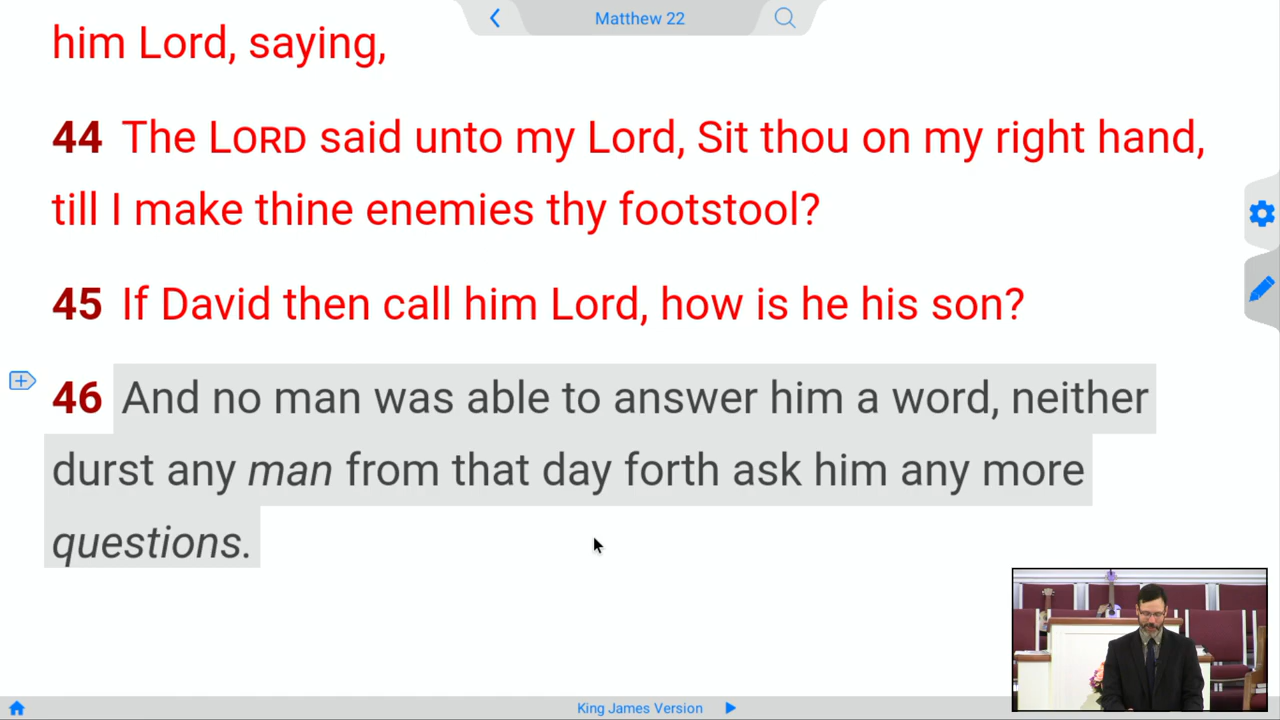 Matthew 22
him Lord, saying,
44 The LORD said unto my Lord, Sit thou on my right hand,
till I make thine enemies thy footstool?
45 If David then call him Lord, how is he his son?
46 And no man was able to answer him a word, neither
durst any man from that day forth ask him any more
questions.
King James Version